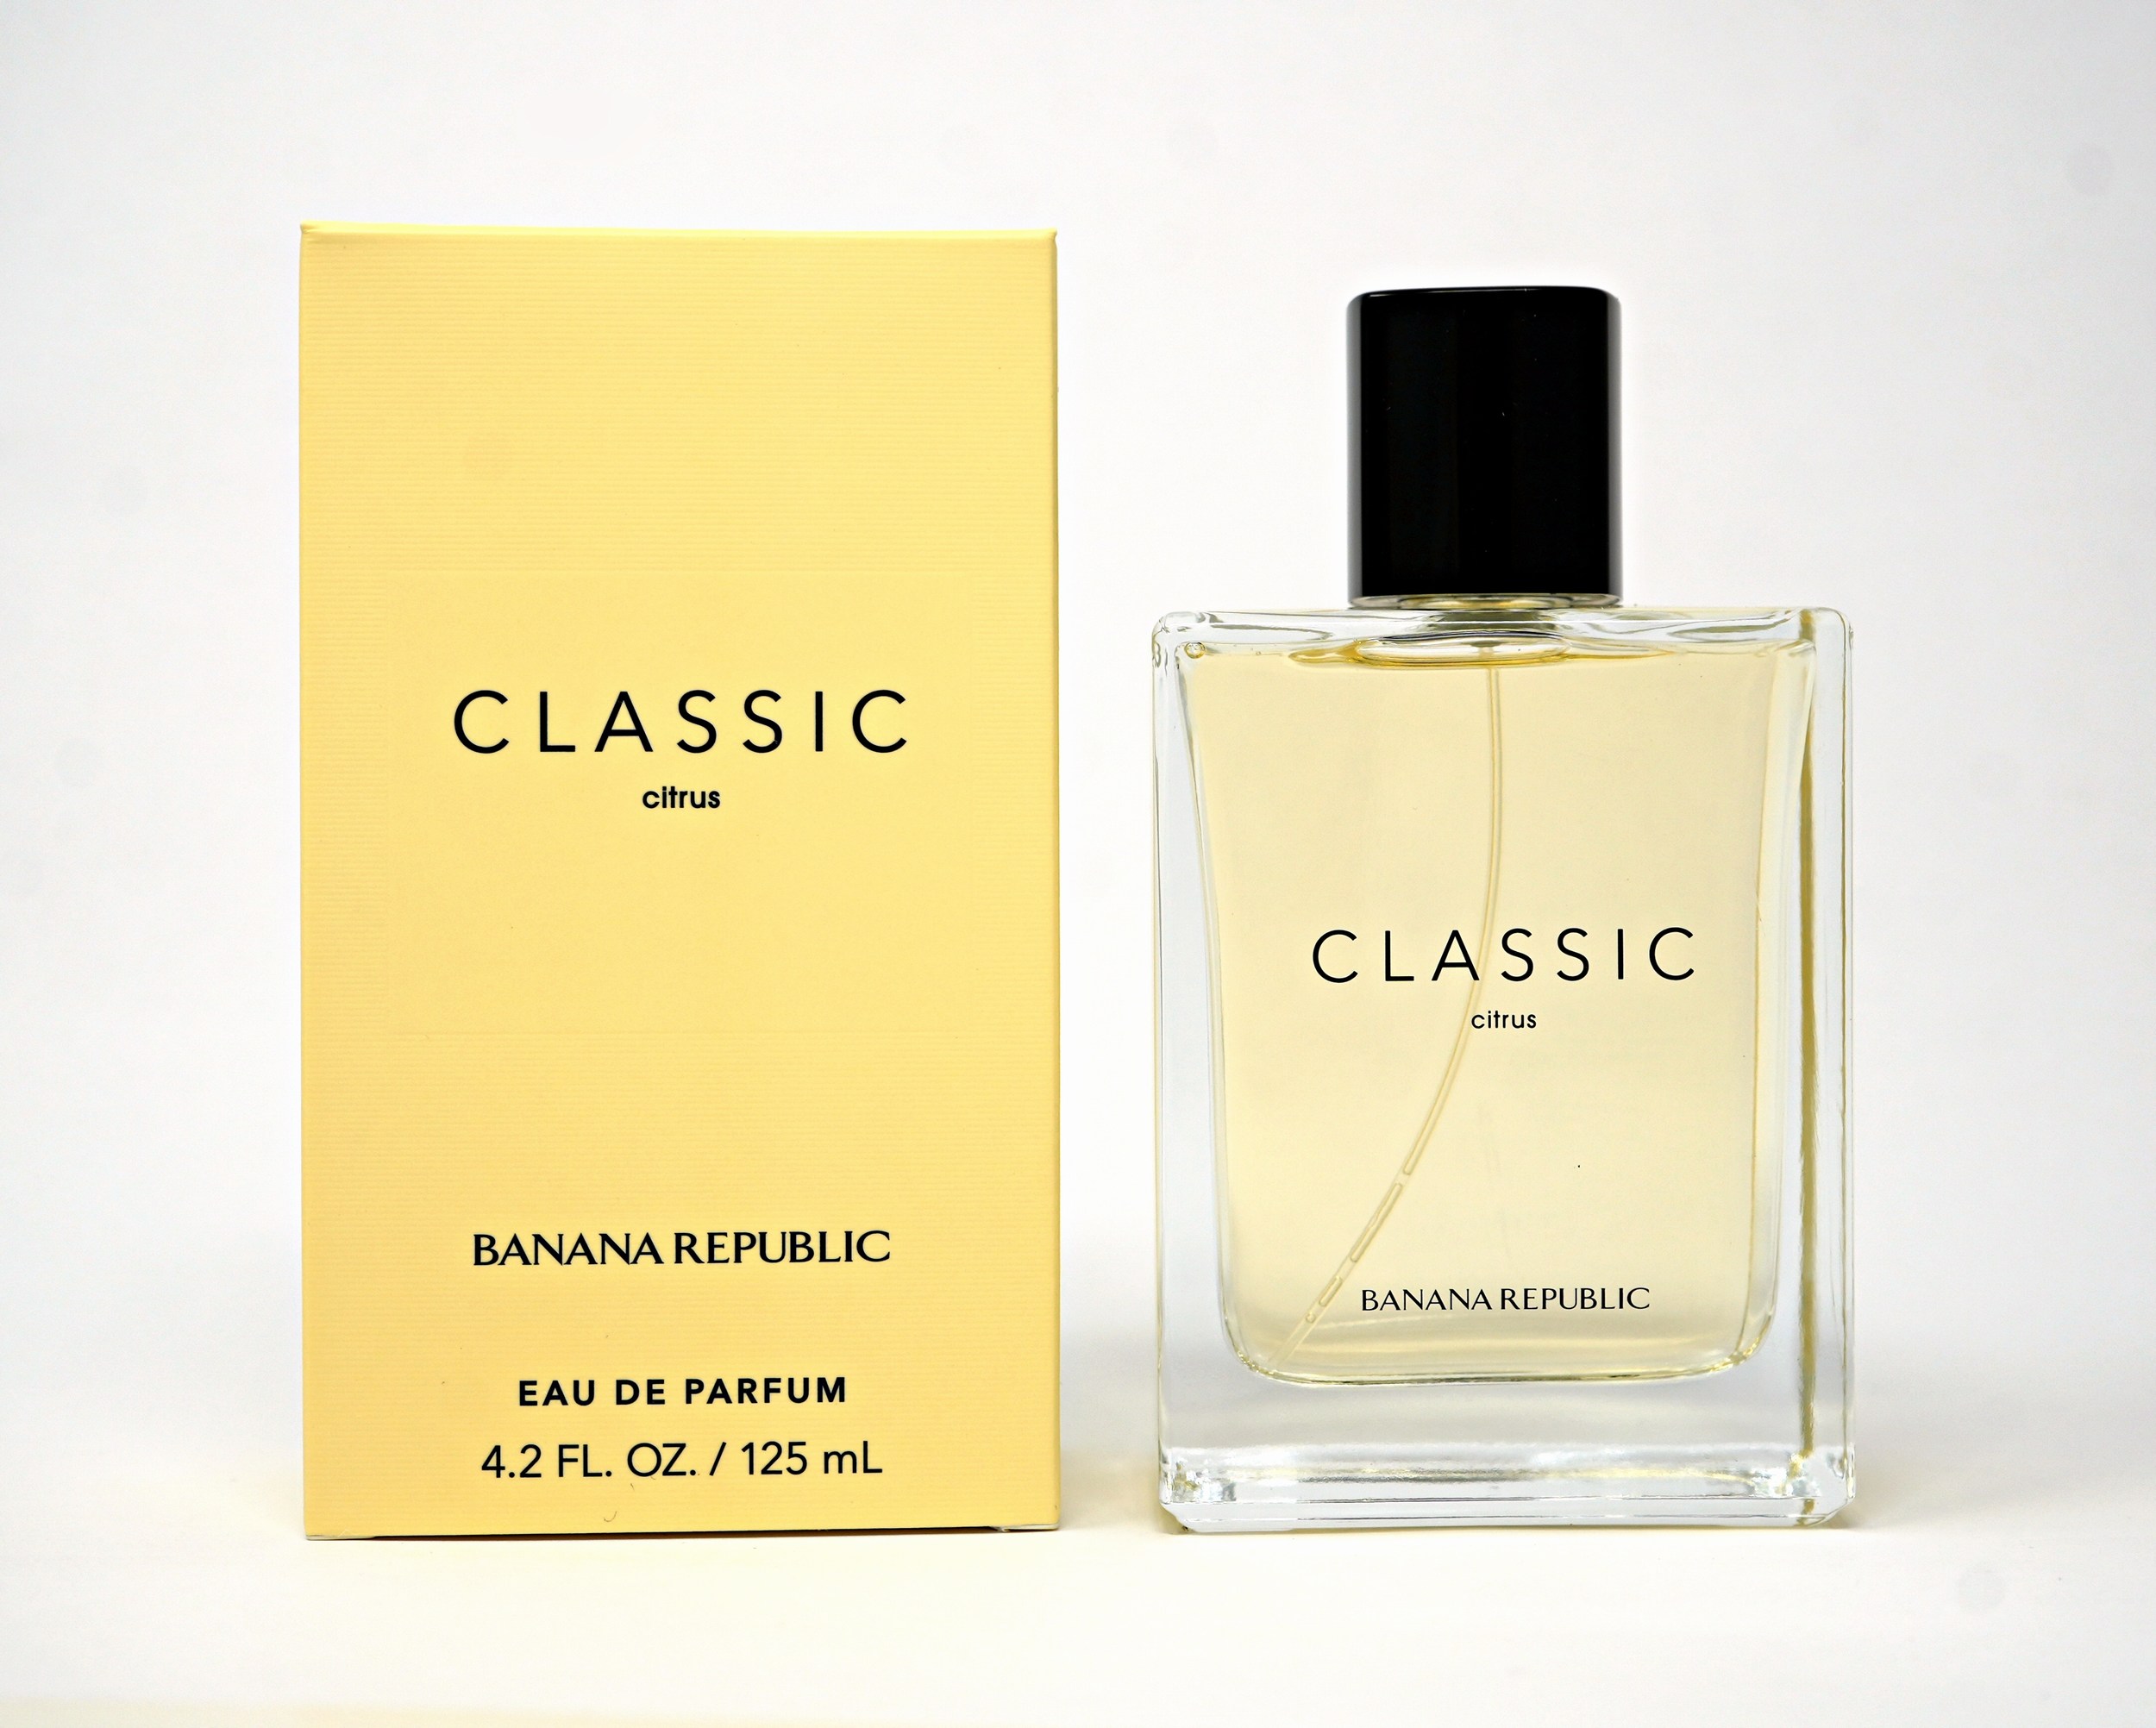 CLASSIC
citrus
BANANA REPUBLIC
EAU DE PARFUM
4.2 FL. OZ. / 125 mL
CLASSIC
citrus
BANANA REPUBLIC